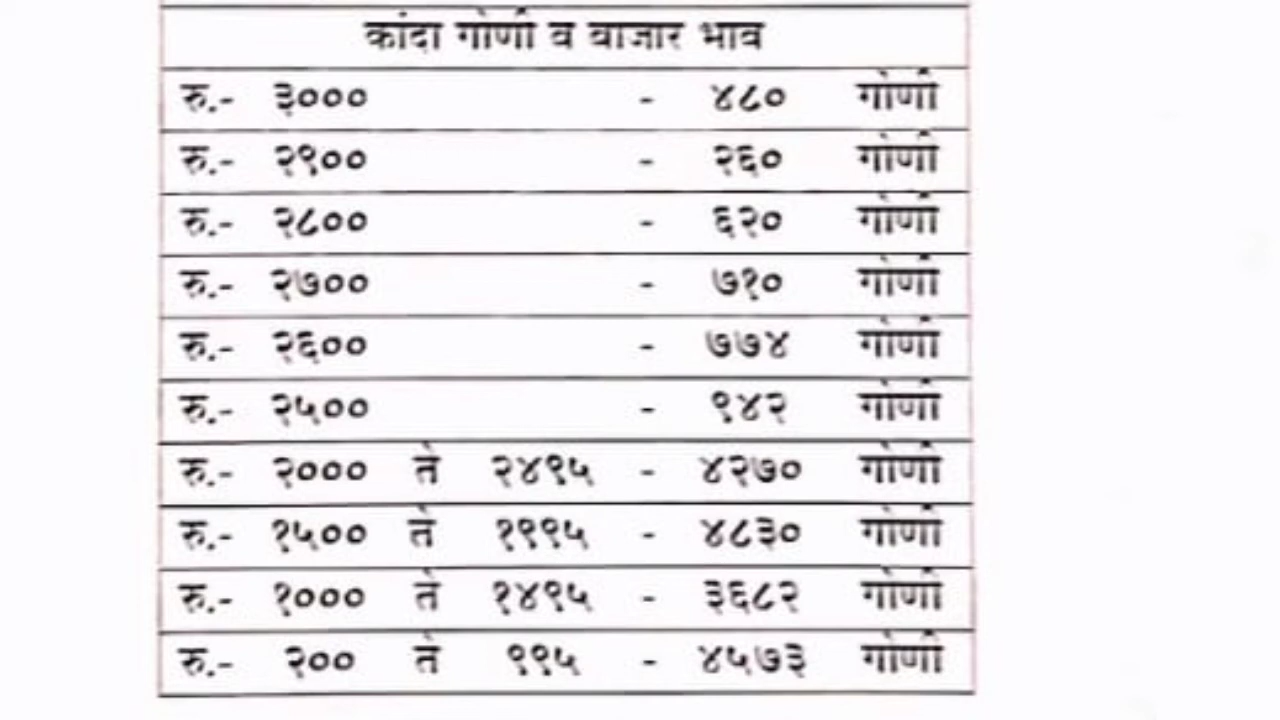 कांदा गोणी व बाजार भाव
रु.- ३००० - ४८० गोणी
रु.- २९०० - २६० गोणी
रु.- २८०० - ६२० गोणी
रु.- २७०० - ७१० गोणी
रु.- २६०० - ७७४ गोणी
रु.- २५०० - ९४२ गोणी
रु.- २००० ते २४९५ - ४२७० गोणी
रु.- १५०० ते १९९५ - ४८३० गोणी
रु.- १००० ते १४९५ - ३६८२ गोणी
रु.- २०० ते ९९५ - ४५७३ गोणी